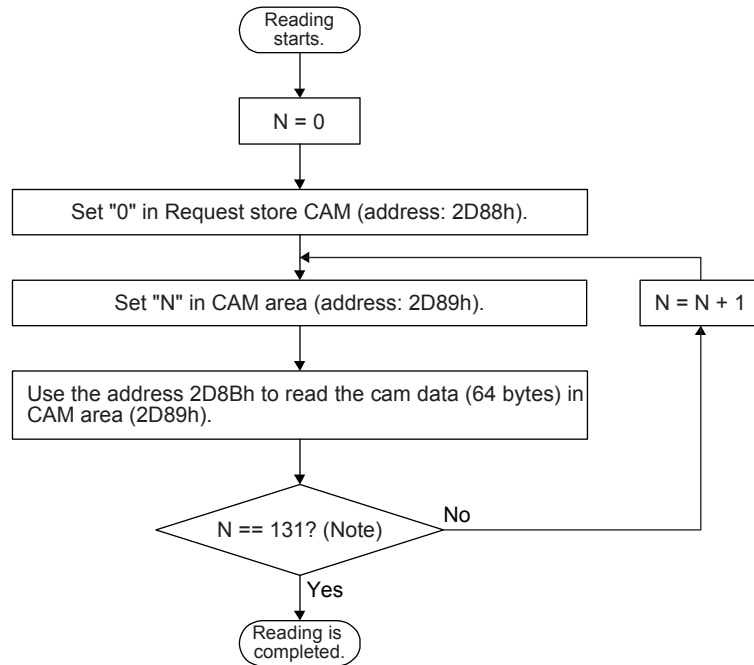 Reading
starts.
N = 0
Set "0" in Request store CAM (address: 2D88h).
Set "N" in CAM area (address: 2D89h).
N = N + 1
Use the address 2D8Bh to read the cam data (64 bytes) in
CAM area (2D89h).
N == 131? (Note)
No
Yes
Reading is
completed.